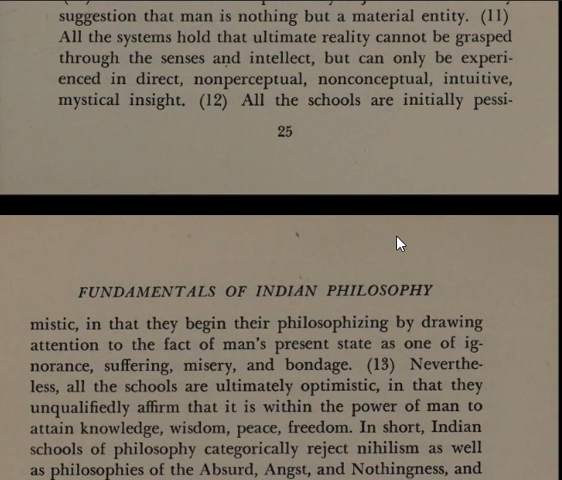 suggestion that man is nothing but a material entity. (11)
All the systems hold that ultimate reality cannot be grasped
through the senses and intellect, but can only be experi-
enced in direct, nonperceptual, nonconceptual, intuitive,
mystical insight. (12) All the schools are initially pessi-
25
FUNDAMENTALS OF INDIAN PHILOSOPHY
mistic, in that they begin their philosophizing by drawing
attention to the fact of man's present state as one of ig-
norance, suffering, misery, and bondage. (13) Neverthe-
less, all the schools are ultimately optimistic, in that they
unqualifiedly affirm that it is within the power of man to
attain knowledge, wisdom, peace, freedom. In short, Indian
schools of philosophy categorically reject nihilism as well
as philosophies of the Absurd, Angst, and Nothingness, and